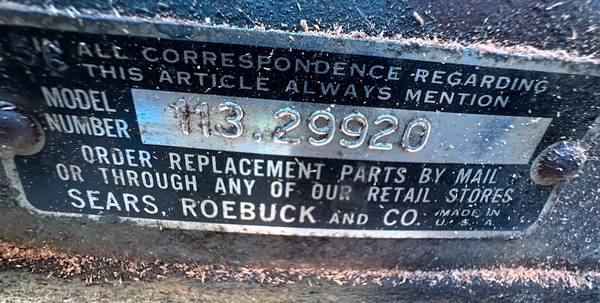 IN ALL CORRESPONDENCE REGARDING
THIS ARTICLE ALWAYS MENTION
MODEL
NUMBER
113.29920
ORDER REPLACEMENT PARTS BY MAIL
OR THROUGH ANY OF OUR RETAIL STORES
SEARS, ROEBUCK AND CO. MADE IN
U.S.A.